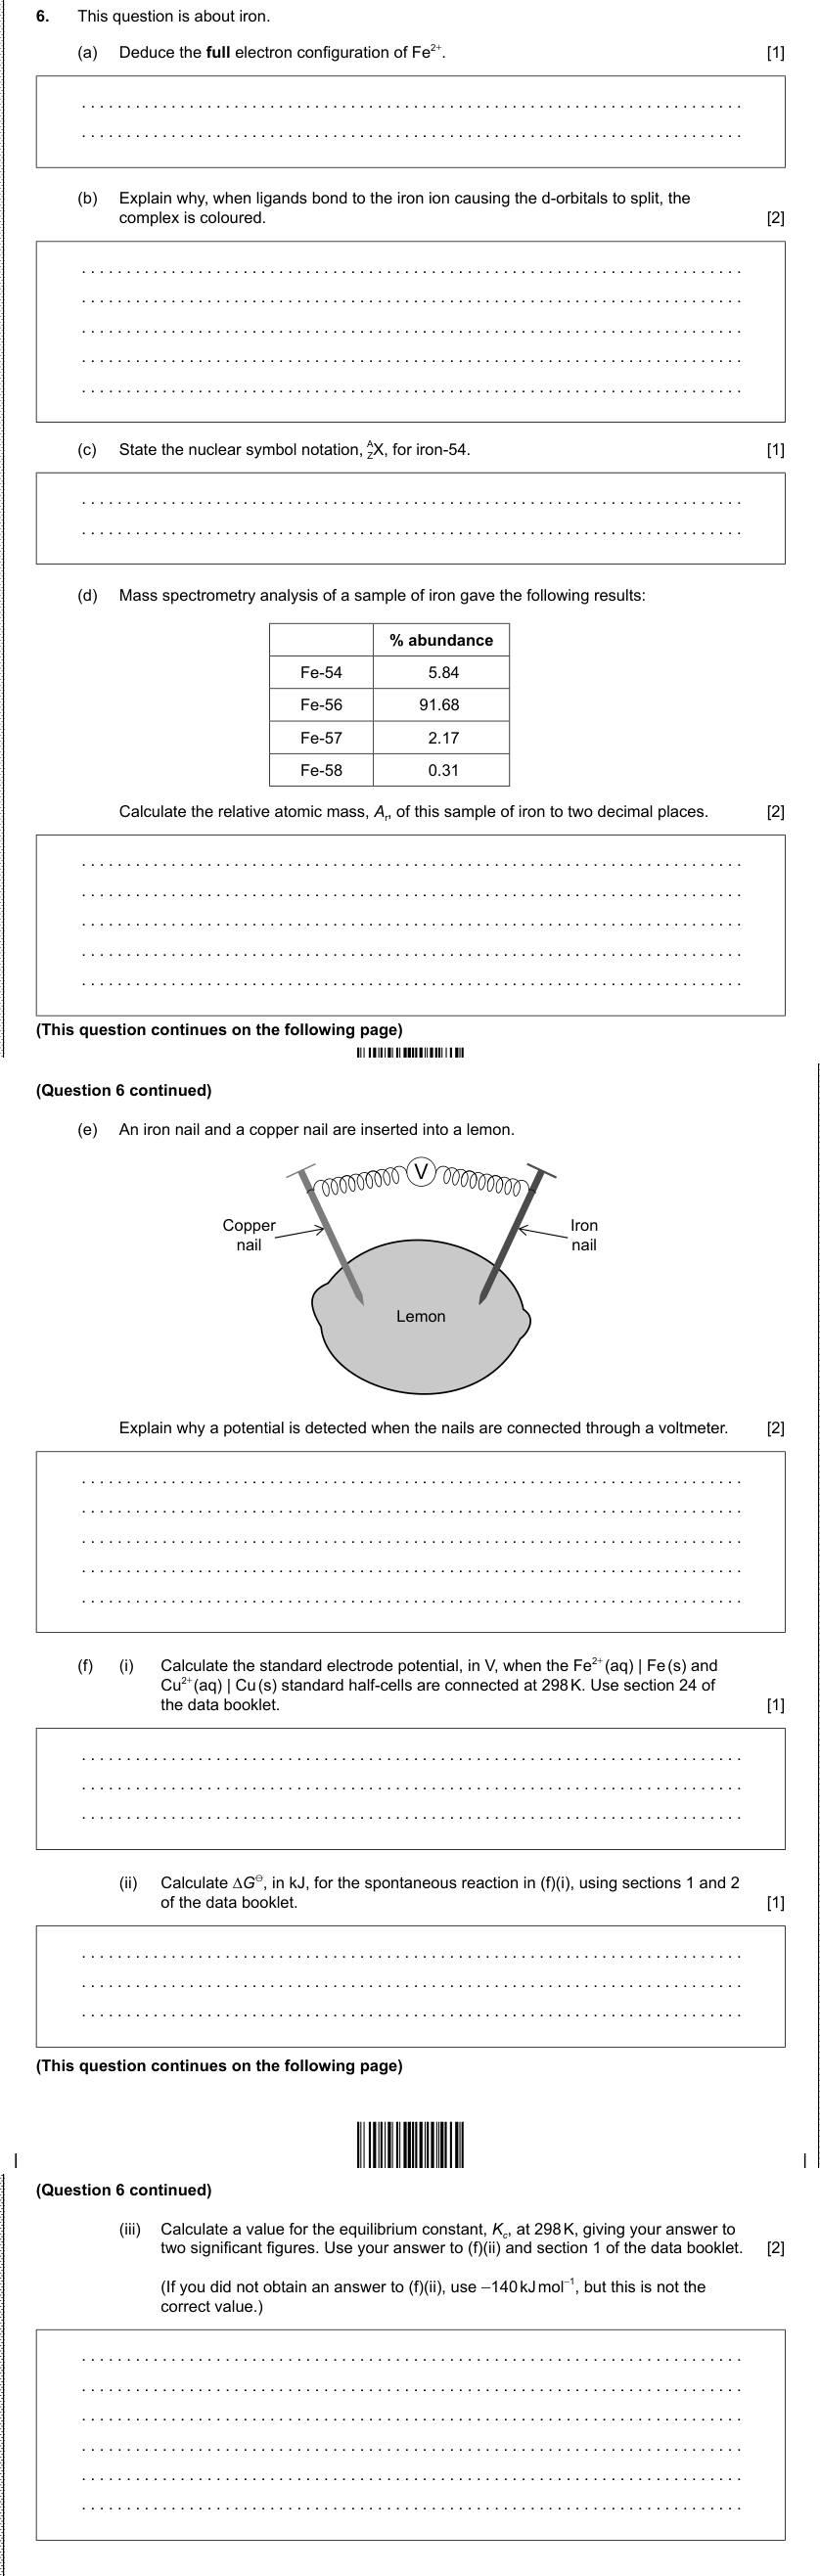 6. This question is about iron.
(a) Deduce the full electron configuration of Fe²⁺. [1]
(b) Explain why, when ligands bond to the iron ion causing the d-orbitals to split, the
complex is coloured. [2]
(c) State the nuclear symbol notation, ᴬ_ZX, for iron-54. [1]
(d) Mass spectrometry analysis of a sample of iron gave the following results:
% abundance
Fe-54 5.84
Fe-56 91.68
Fe-57 2.17
Fe-58 0.31
Calculate the relative atomic mass, Aᵣ, of this sample of iron to two decimal places. [2]
(This question continues on the following page)
(Question 6 continued)
(e) An iron nail and a copper nail are inserted into a lemon.
V
Copper
nail
Iron
nail
Lemon
Explain why a potential is detected when the nails are connected through a voltmeter. [2]
(f) (i) Calculate the standard electrode potential, in V, when the Fe²⁺(aq) | Fe(s) and
Cu²⁺(aq) | Cu(s) standard half-cells are connected at 298K. Use section 24 of
the data booklet. [1]
(ii) Calculate ΔG⊖, in kJ, for the spontaneous reaction in (f)(i), using sections 1 and 2
of the data booklet. [1]
(This question continues on the following page)
(Question 6 continued)
(iii) Calculate a value for the equilibrium constant, K꜀, at 298K, giving your answer to
two significant figures. Use your answer to (f)(ii) and section 1 of the data booklet. [2]
(If you did not obtain an answer to (f)(ii), use −140kJmol⁻¹, but this is not the
correct value.)